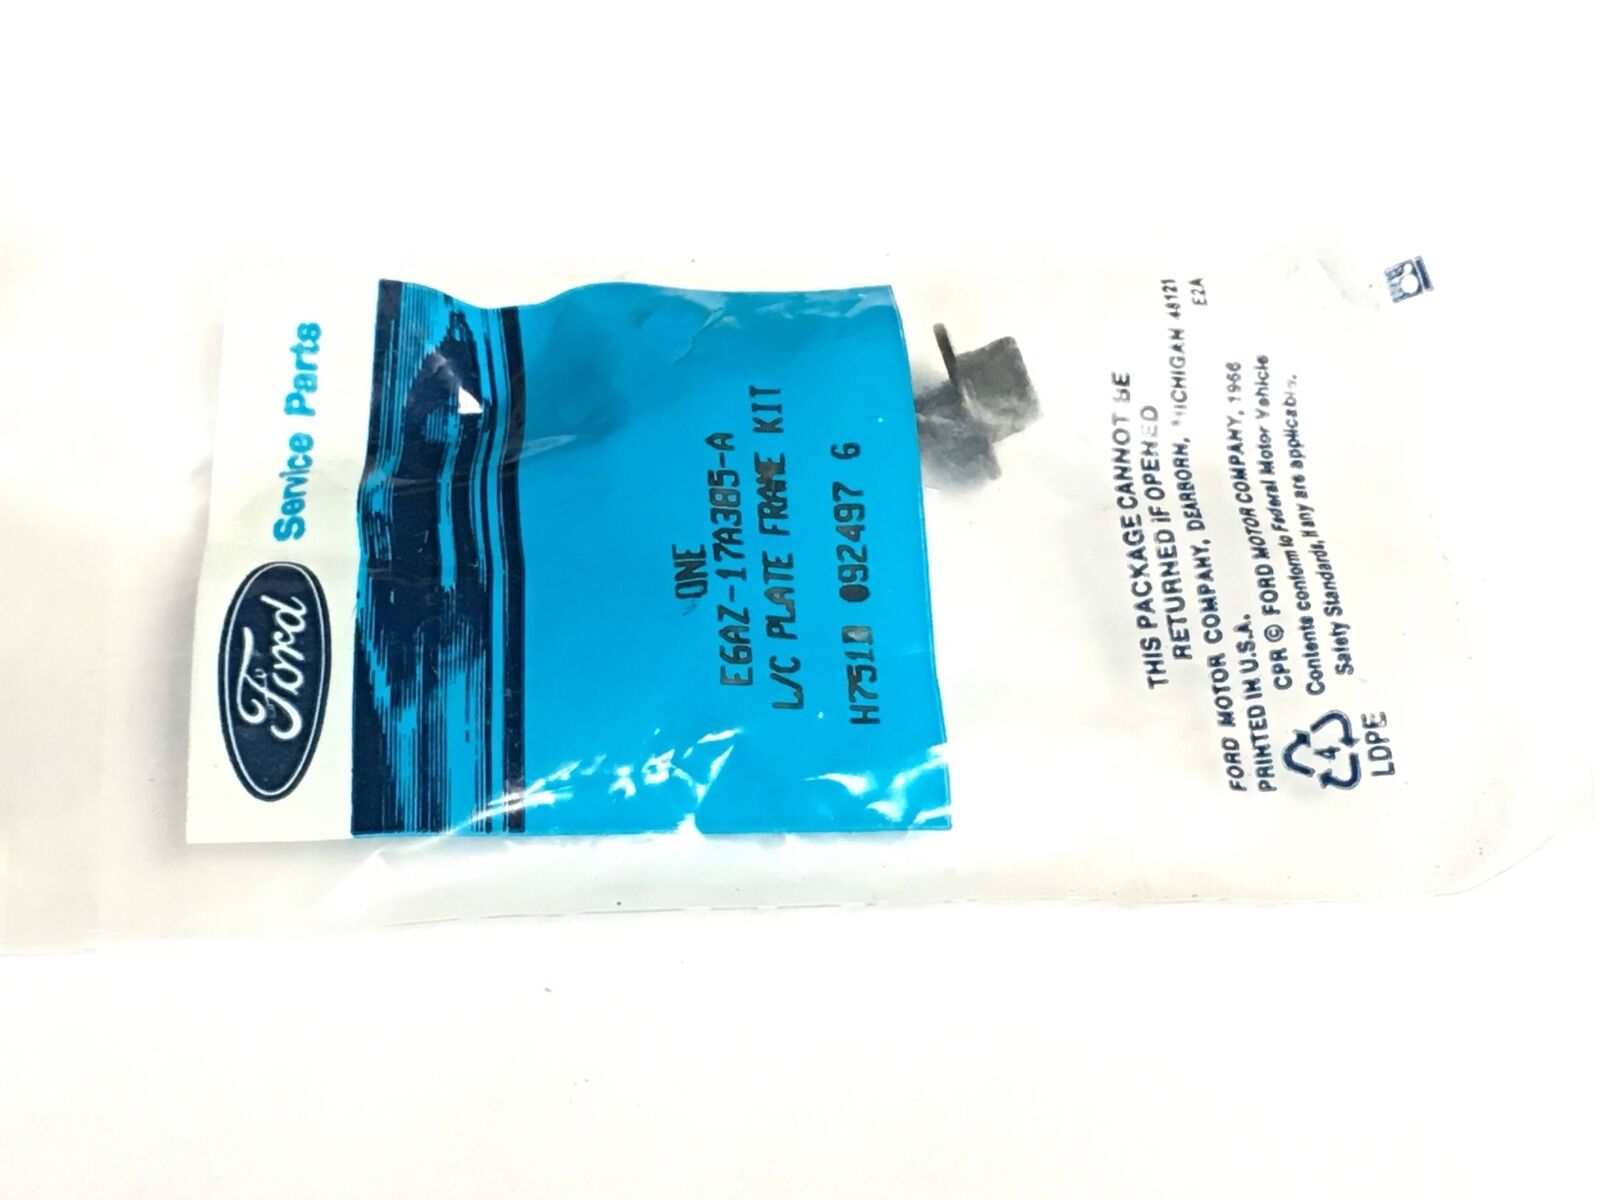 Ford
Service Parts
ONE
E6AZ-17A385-A
L/C PLATE FRAME KIT
H751B 092497 6
THIS PACKAGE CANNOT BE
RETURNED IF OPENED
FORD MOTOR COMPANY, DEARBORN, MICHIGAN 48121
PRINTED IN U.S.A.
E2A
CPR © FORD MOTOR COMPANY, 1966
Contents conform to Federal Motor Vehicle
Safety Standards, if any are applicable.
4
LDPE